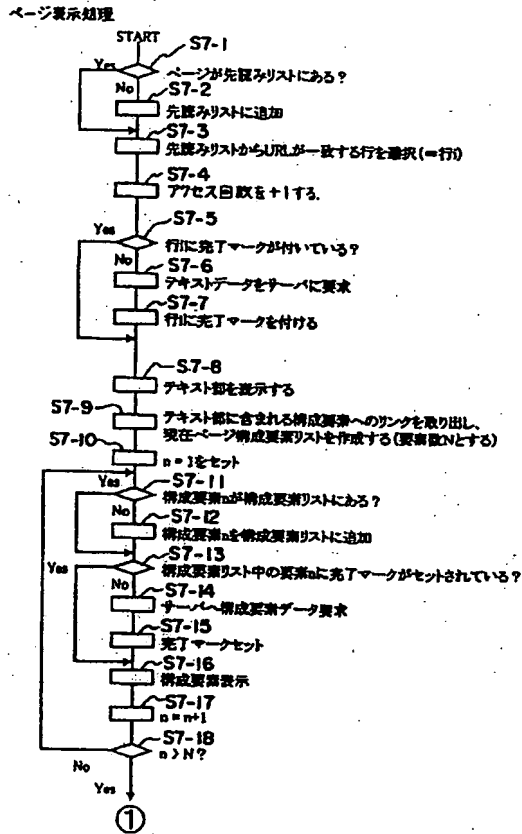 ページ表示処理
START
S7-1
Yes
ページが先読みリストにある?
No
S7-2
先読みリストに追加
S7-3
先読みリストからURLが一致する行を選択(=行i)
S7-4
アクセス回数を+1する.
S7-5
Yes
行iに完了マークが付いている?
No
S7-6
テキストデータをサーバに要求
S7-7
行iに完了マークを付ける
S7-8
テキスト部を表示する
S7-9
テキスト部に含まれる構成要素へのリンクを取り出し、
現在ページ構成要素リストを作成する(要素数Nとする)
S7-10
n=1をセット
S7-11
Yes
構成要素nが構成要素リストにある?
No
S7-12
構成要素nを構成要素リストに追加
S7-13
Yes
構成要素リスト中の要素nに完了マークがセットされている?
No
S7-14
サーバへ構成要素データ要求
S7-15
完了マークセット
S7-16
構成要素表示
S7-17
n=n+1
S7-18
n>N?
No
Yes
①